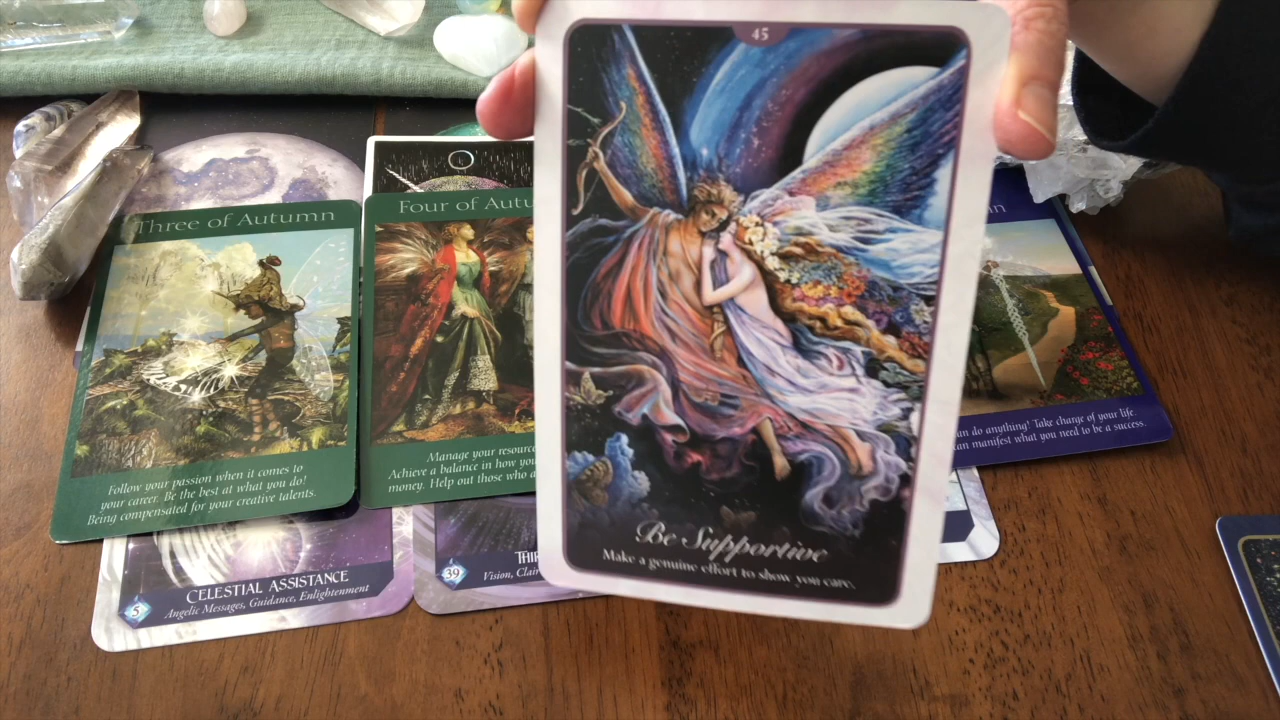 45
Be Supportive
Make a genuine effort to show you care.
Three of Autumn
Follow your passion when it comes to
your career. Be the best at what you do!
Being compensated for your creative talents.
Four of Autu
Manage your resourc
Achieve a balance in how yo
money. Help out those who a
an do anything! Take charge of your life.
can manifest what you need to be a success.
5
CELESTIAL ASSISTANCE
Angelic Messages, Guidance, Enlightenment
39
THIR
Vision, Clair